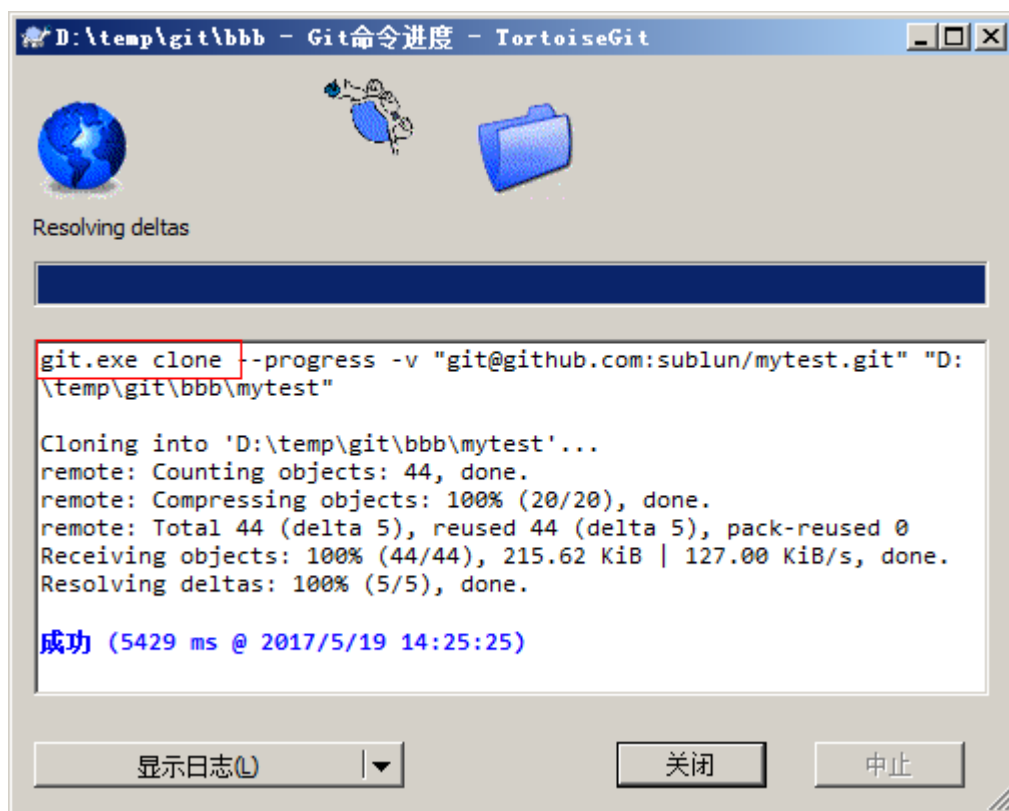 D:\temp\git\bbb - Git命令进度 - TortoiseGit
Resolving deltas
git.exe clone --progress -v "git@github.com:sublun/mytest.git" "D:
\temp\git\bbb\mytest"
Cloning into 'D:\temp\git\bbb\mytest'...
remote: Counting objects: 44, done.
remote: Compressing objects: 100% (20/20), done.
remote: Total 44 (delta 5), reused 44 (delta 5), pack-reused 0
Receiving objects: 100% (44/44), 215.62 KiB | 127.00 KiB/s, done.
Resolving deltas: 100% (5/5), done.
成功 (5429 ms @ 2017/5/19 14:25:25)
显示日志(L) 关闭 中止